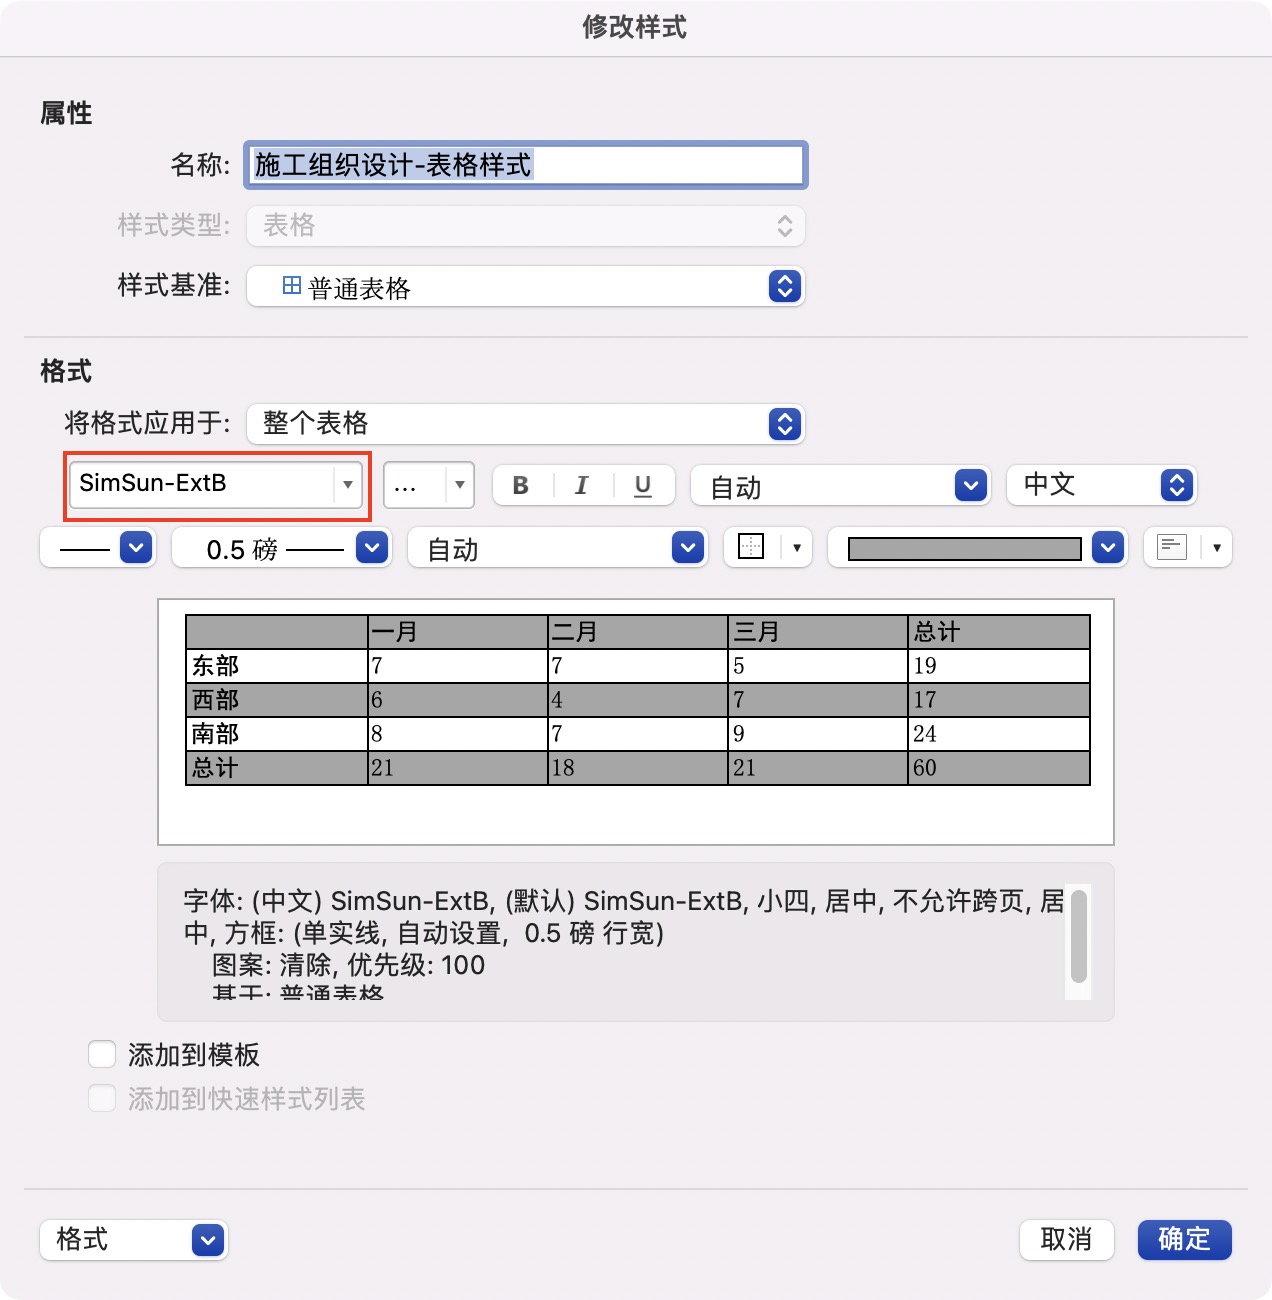 修改样式
属性
名称: 施工组织设计-表格样式
样式类型: 表格
样式基准: 普通表格
格式
将格式应用于: 整个表格
SimSun-ExtB ... B I U 自动 中文
0.5 磅 自动
一月 二月 三月 总计
东部 7 7 5 19
西部 6 4 7 17
南部 8 7 9 24
总计 21 18 21 60
字体: (中文) SimSun-ExtB, (默认) SimSun-ExtB, 小四, 居中, 不允许跨页, 居
中, 方框: (单实线, 自动设置, 0.5 磅 行宽)
图案: 清除, 优先级: 100
基于: 普通表格
添加到模板
添加到快速样式列表
格式 取消 确定